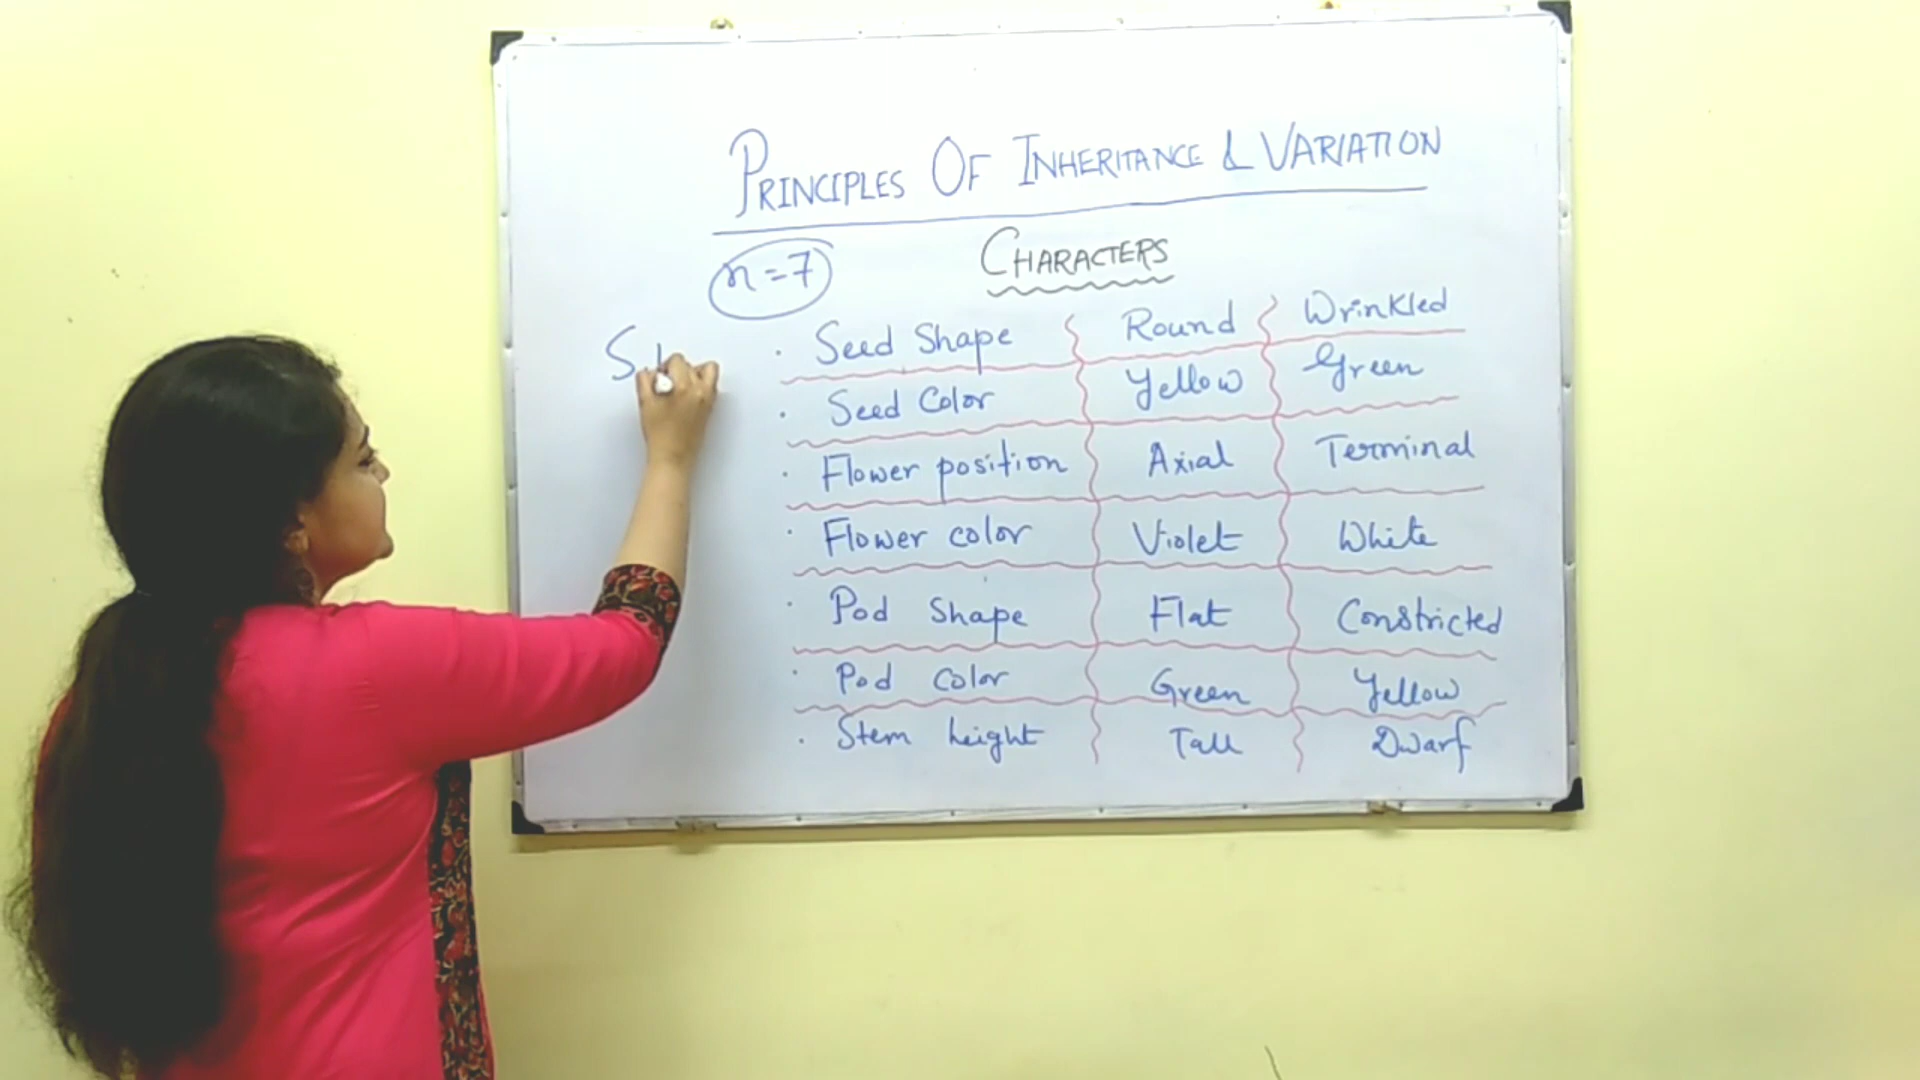 PRINCIPLES OF INHERITANCE & VARIATION
n=7
CHARACTERS
S
. Seed Shape Round Wrinkled
. Seed Color Yellow Green
. Flower position Axial Terminal
. Flower color Violet White
. Pod Shape Flat Constricted
. Pod Color Green Yellow
. Stem height Tall Dwarf